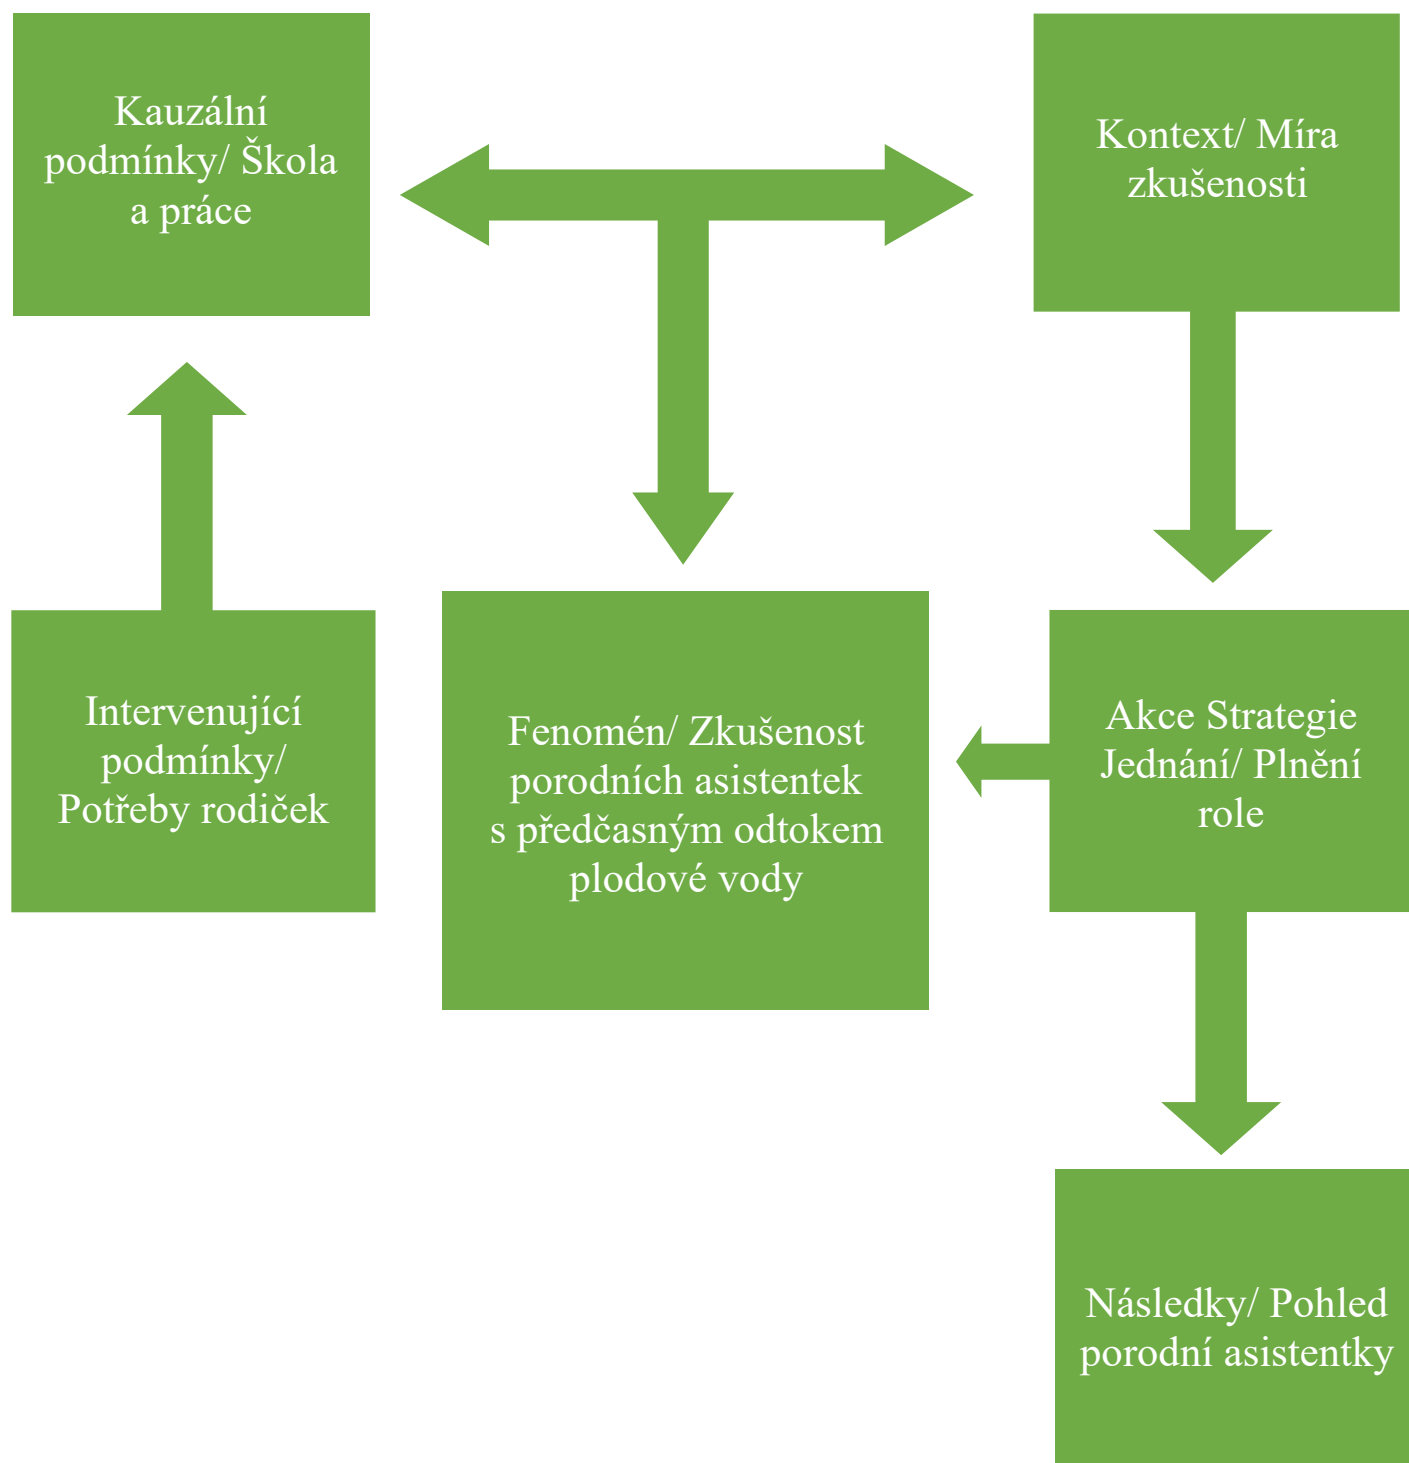 Kauzální
podmínky/ Škola
a práce
Kontext/ Míra
zkušenosti
Intervenující
podmínky/
Potřeby rodiček
Fenomén/ Zkušenost
porodních asistentek
s předčasným odtokem
plodové vody
Akce Strategie
Jednání/ Plnění
role
Následky/ Pohled
porodní asistentky